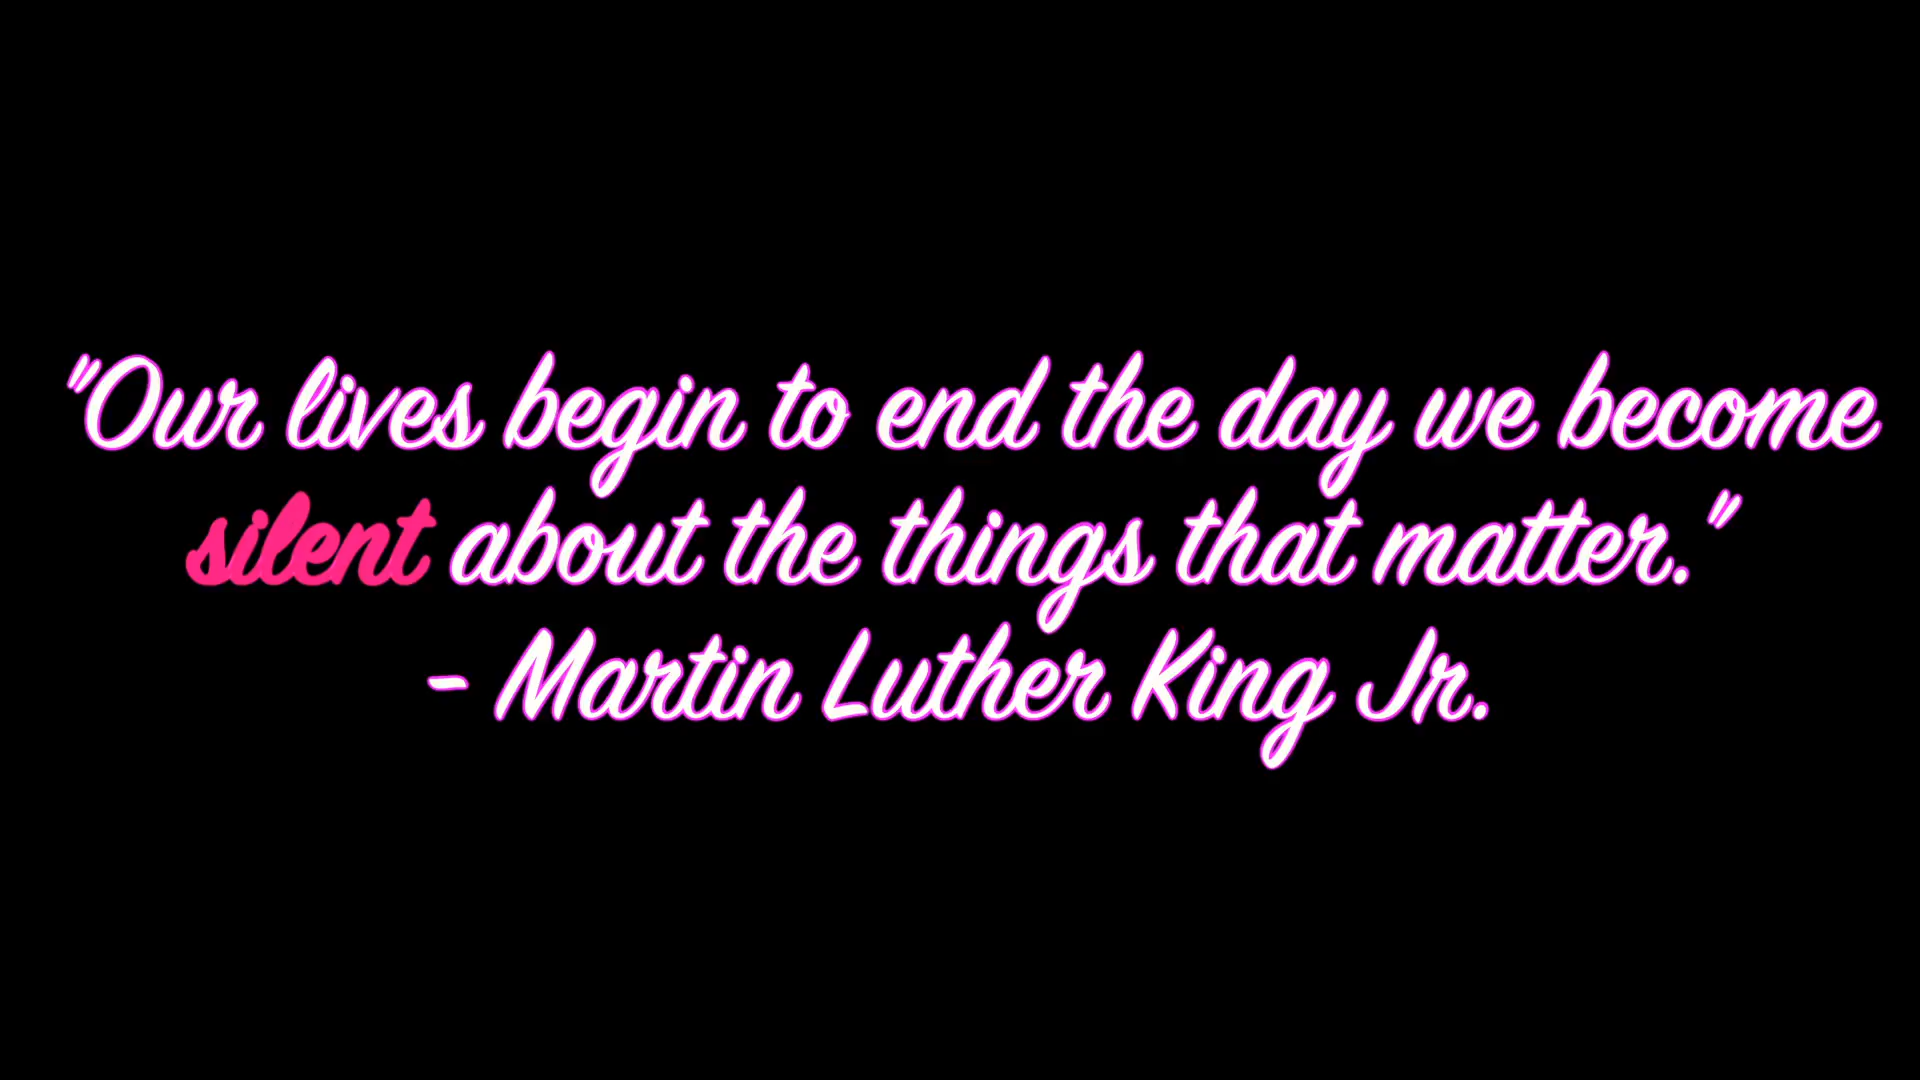 "Our lives begin to end the day we become
silent about the things that matter."
- Martin Luther King Jr.